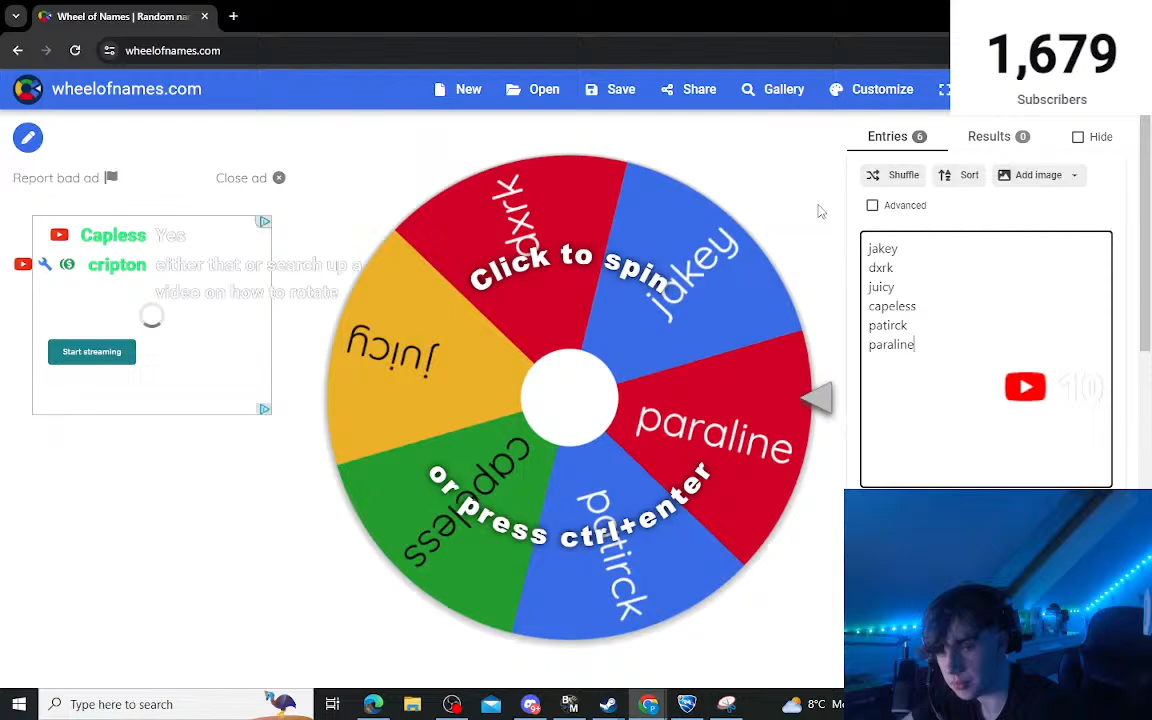 Wheel of Names | Random na
1,679
Subscribers
wheelofnames.com
wheelofnames.com
New
Open
Save
Share
Gallery
Customize
Entries 6
Results 0
Hide
Report bad ad
Close ad
Shuffle
Sort
Add image
Advanced
Capless Yes
cripton either that or search up a
video on how to rotate
Start streaming
dxrk
jakey
juicy
paraline
capeless
patirck
Click to spin
or press ctrl+enter
jakey
dxrk
juicy
capeless
patirck
paraline
10
Type here to search
8°C